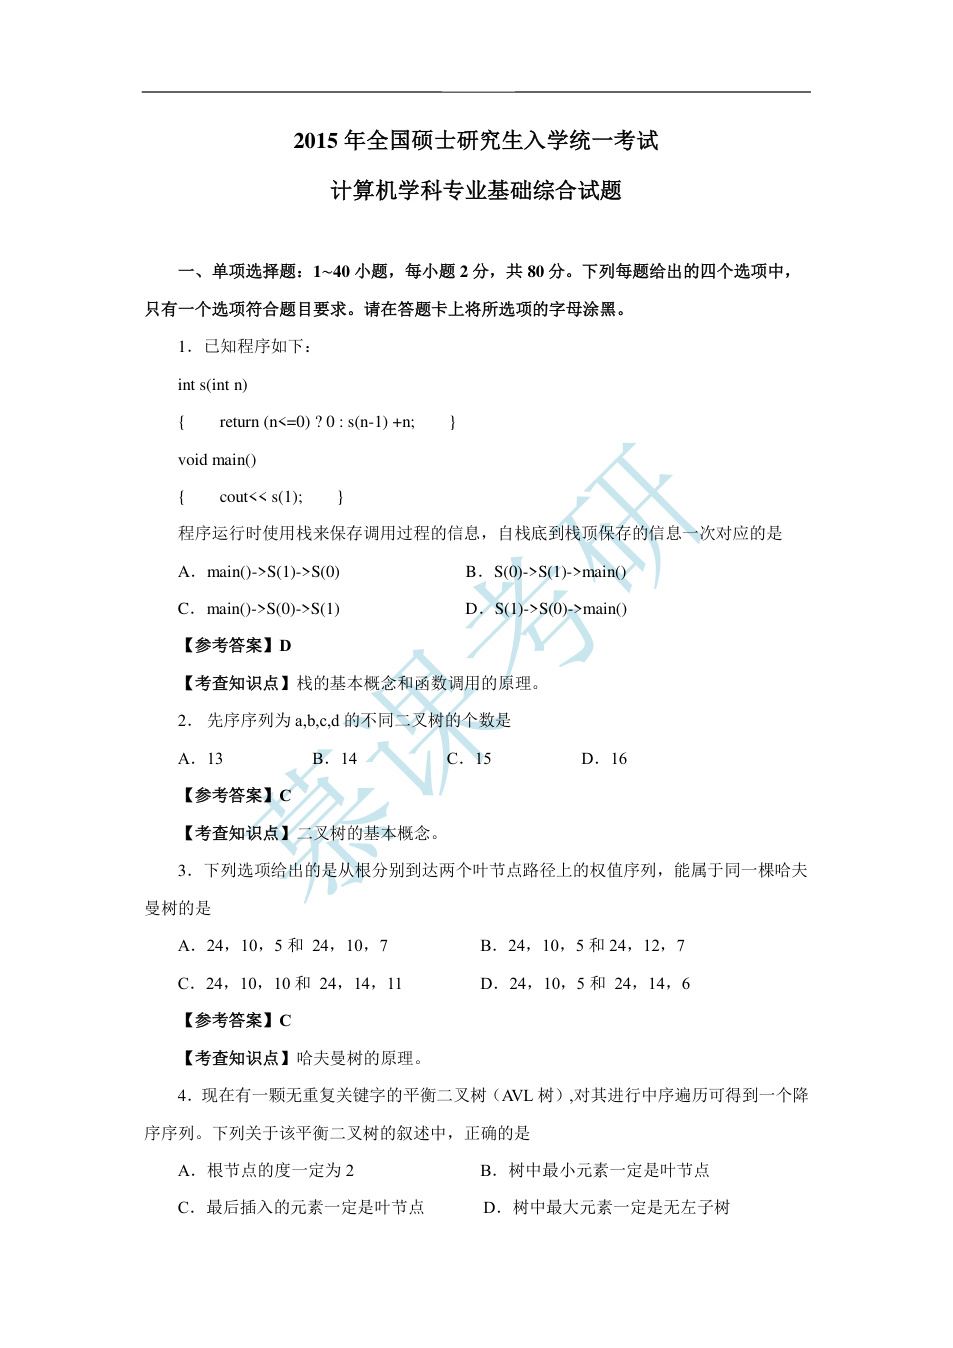 2015 年全国硕士研究生入学统一考试
计算机学科专业基础综合试题
一、单项选择题：1~40 小题，每小题 2 分，共 80 分。下列每题给出的四个选项中，
只有一个选项符合题目要求。请在答题卡上将所选项的字母涂黑。
1．已知程序如下：
int s(int n)
{ return (n<=0) ? 0 : s(n-1) +n; }
void main()
{ cout<< s(1); }
程序运行时使用栈来保存调用过程的信息，自栈底到栈顶保存的信息一次对应的是
A．main()->S(1)->S(0) B．S(0)->S(1)->main()
C．main()->S(0)->S(1) D．S(1)->S(0)->main()
【参考答案】D
【考查知识点】栈的基本概念和函数调用的原理。
2． 先序序列为 a,b,c,d 的不同二叉树的个数是
A．13 B．14 C．15 D．16
【参考答案】C
【考查知识点】二叉树的基本概念。
3．下列选项给出的是从根分别到达两个叶节点路径上的权值序列，能属于同一棵哈夫
曼树的是
A．24，10，5 和 24，10，7 B．24，10，5 和 24，12，7
C．24，10，10 和 24，14，11 D．24，10，5 和 24，14，6
【参考答案】C
【考查知识点】哈夫曼树的原理。
4．现在有一颗无重复关键字的平衡二叉树（AVL 树）,对其进行中序遍历可得到一个降
序序列。下列关于该平衡二叉树的叙述中，正确的是
A．根节点的度一定为 2 B．树中最小元素一定是叶节点
C．最后插入的元素一定是叶节点 D．树中最大元素一定是无左子树
慕课考研